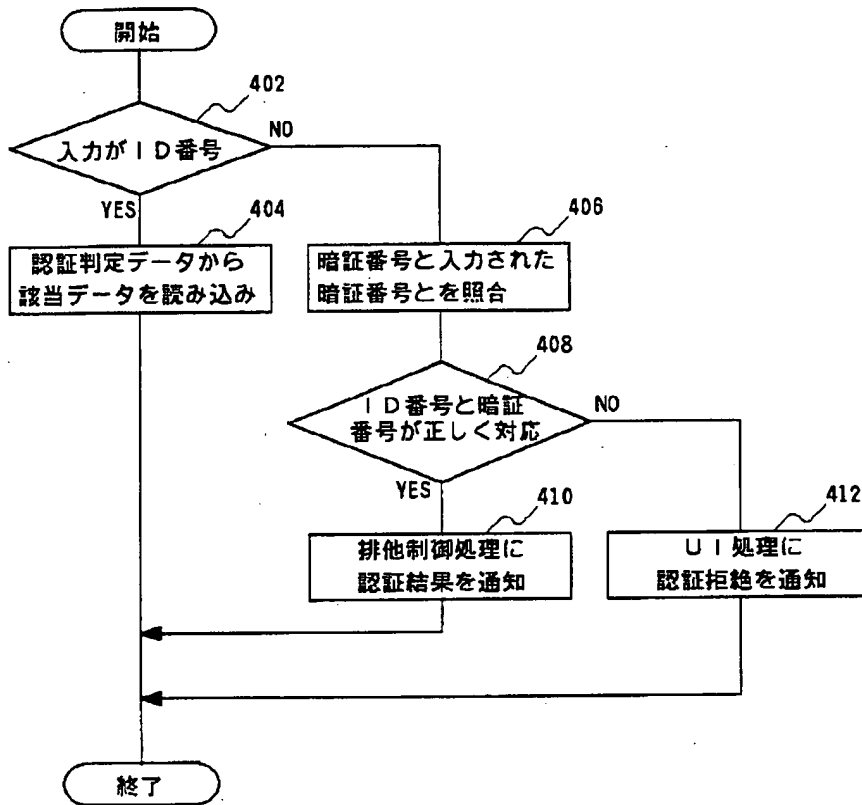 開始
402
入力がID番号
NO
YES
404
認証判定データから
該当データを読み込み
406
暗証番号と入力された
暗証番号とを照合
408
ID番号と暗証
番号が正しく対応
NO
YES
410
排他制御処理に
認証結果を通知
412
UI処理に
認証拒絶を通知
終了